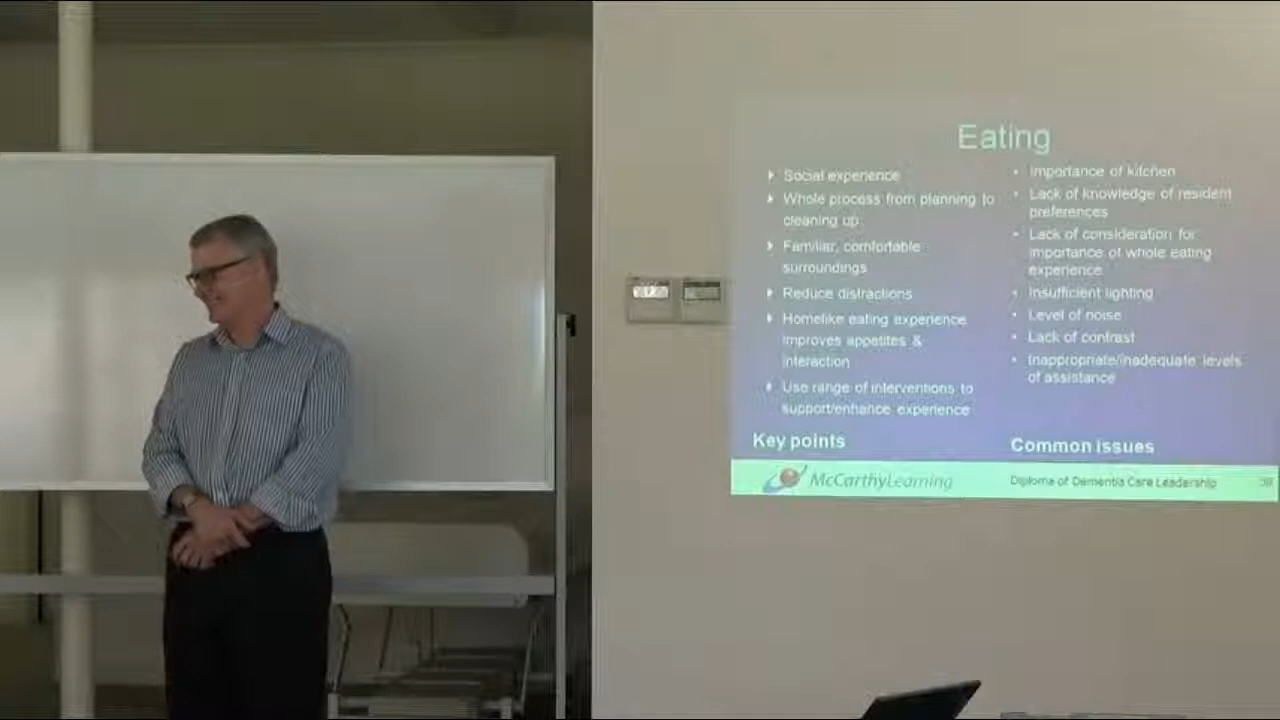 Eating
Social experience
Whole process from planning to
cleaning up
Familiar, comfortable
surroundings
Reduce distractions
Homelike eating experience
improves appetites &
interaction
Use range of interventions to
support/enhance experience
Key points
Importance of kitchen
Lack of knowledge of resident
preferences
Lack of consideration for
importance of whole eating
experience
Insufficient lighting
Level of noise
Lack of contrast
Inappropriate/inadequate levels
of assistance
Common issues
McCarthyLearning
Diploma of Dementia Care Leadership